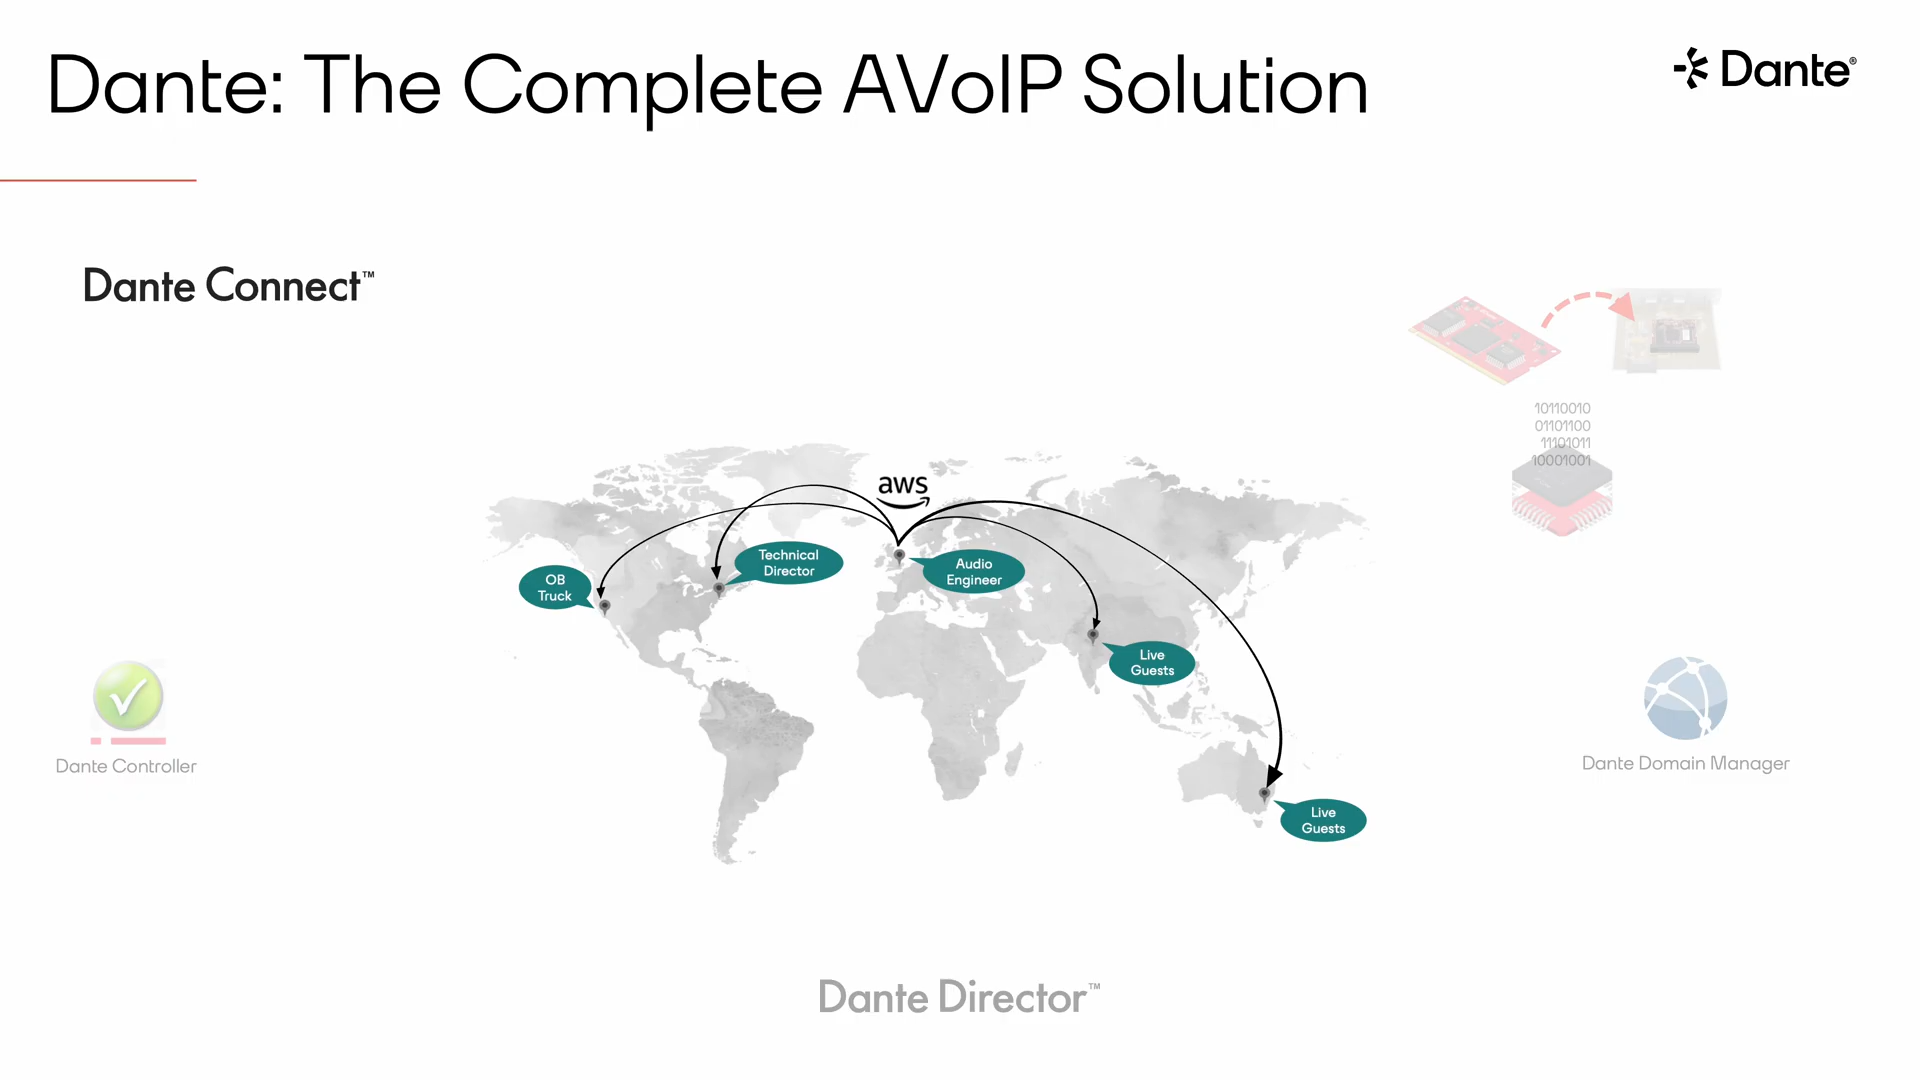 Dante: The Complete AVoIP Solution
Dante®
Dante Connect™
10110010
01101100
11101011
10001001
aws
Technical
Director
Audio
Engineer
OB
Truck
Live
Guests
Dante Controller
Dante Domain Manager
Live
Guests
Dante Director™